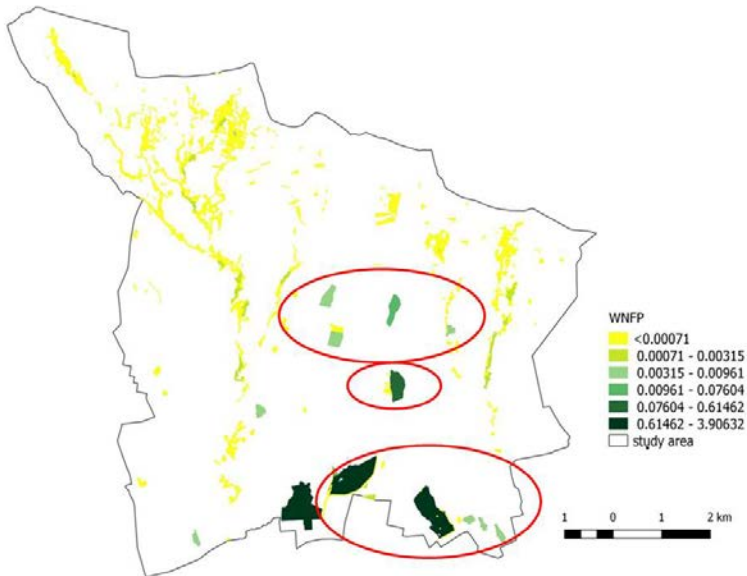 WNFP
<0.00071
0.00071 - 0.00315
0.00315 - 0.00961
0.00961 - 0.07604
0.07604 - 0.61462
0.61462 - 3.90632
study area
1 0 1 2 km